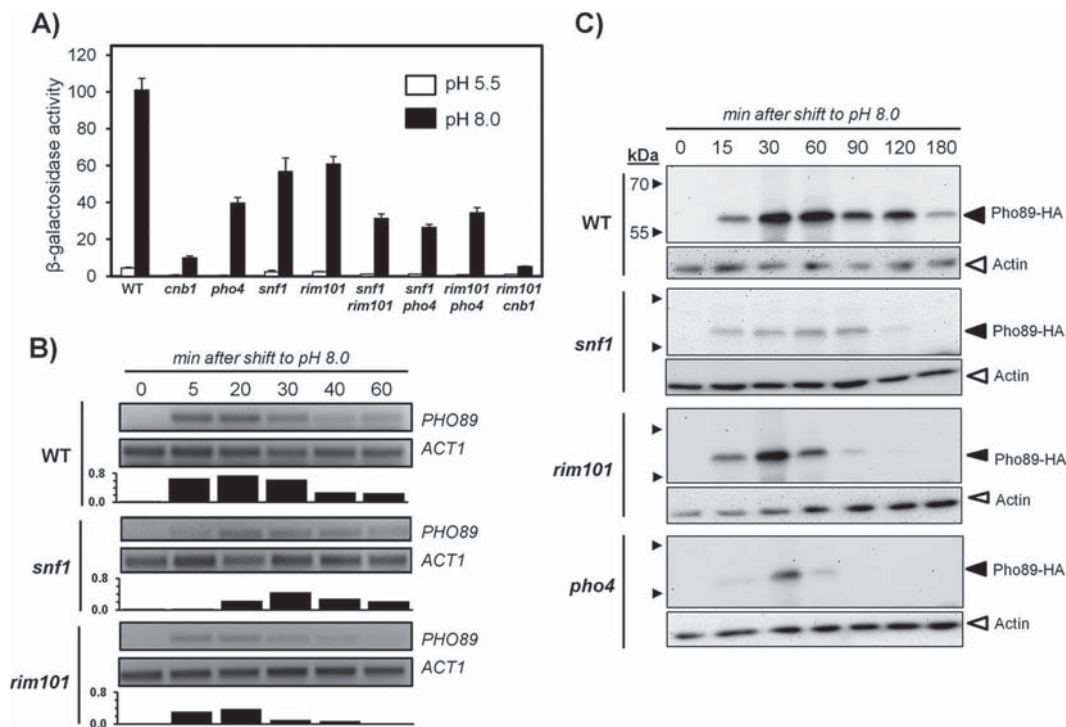 A)
β-galactosidase activity
120
100
80
60
40
20
0
pH 5.5
pH 8.0
WT
cnb1
pho4
snf1
rim101
snf1 rim101
snf1 pho4
rim101 pho4
rim101 cnb1
B)
min after shift to pH 8.0
0 5 20 30 40 60
WT
PHO89
ACT1
0.8
0.0
snf1
PHO89
ACT1
0.8
0.0
rim101
PHO89
ACT1
0.8
0.0
C)
min after shift to pH 8.0
kDa
0 15 30 60 90 120 180
WT
70
55
Pho89-HA
Actin
snf1
Pho89-HA
Actin
rim101
Pho89-HA
Actin
pho4
Pho89-HA
Actin